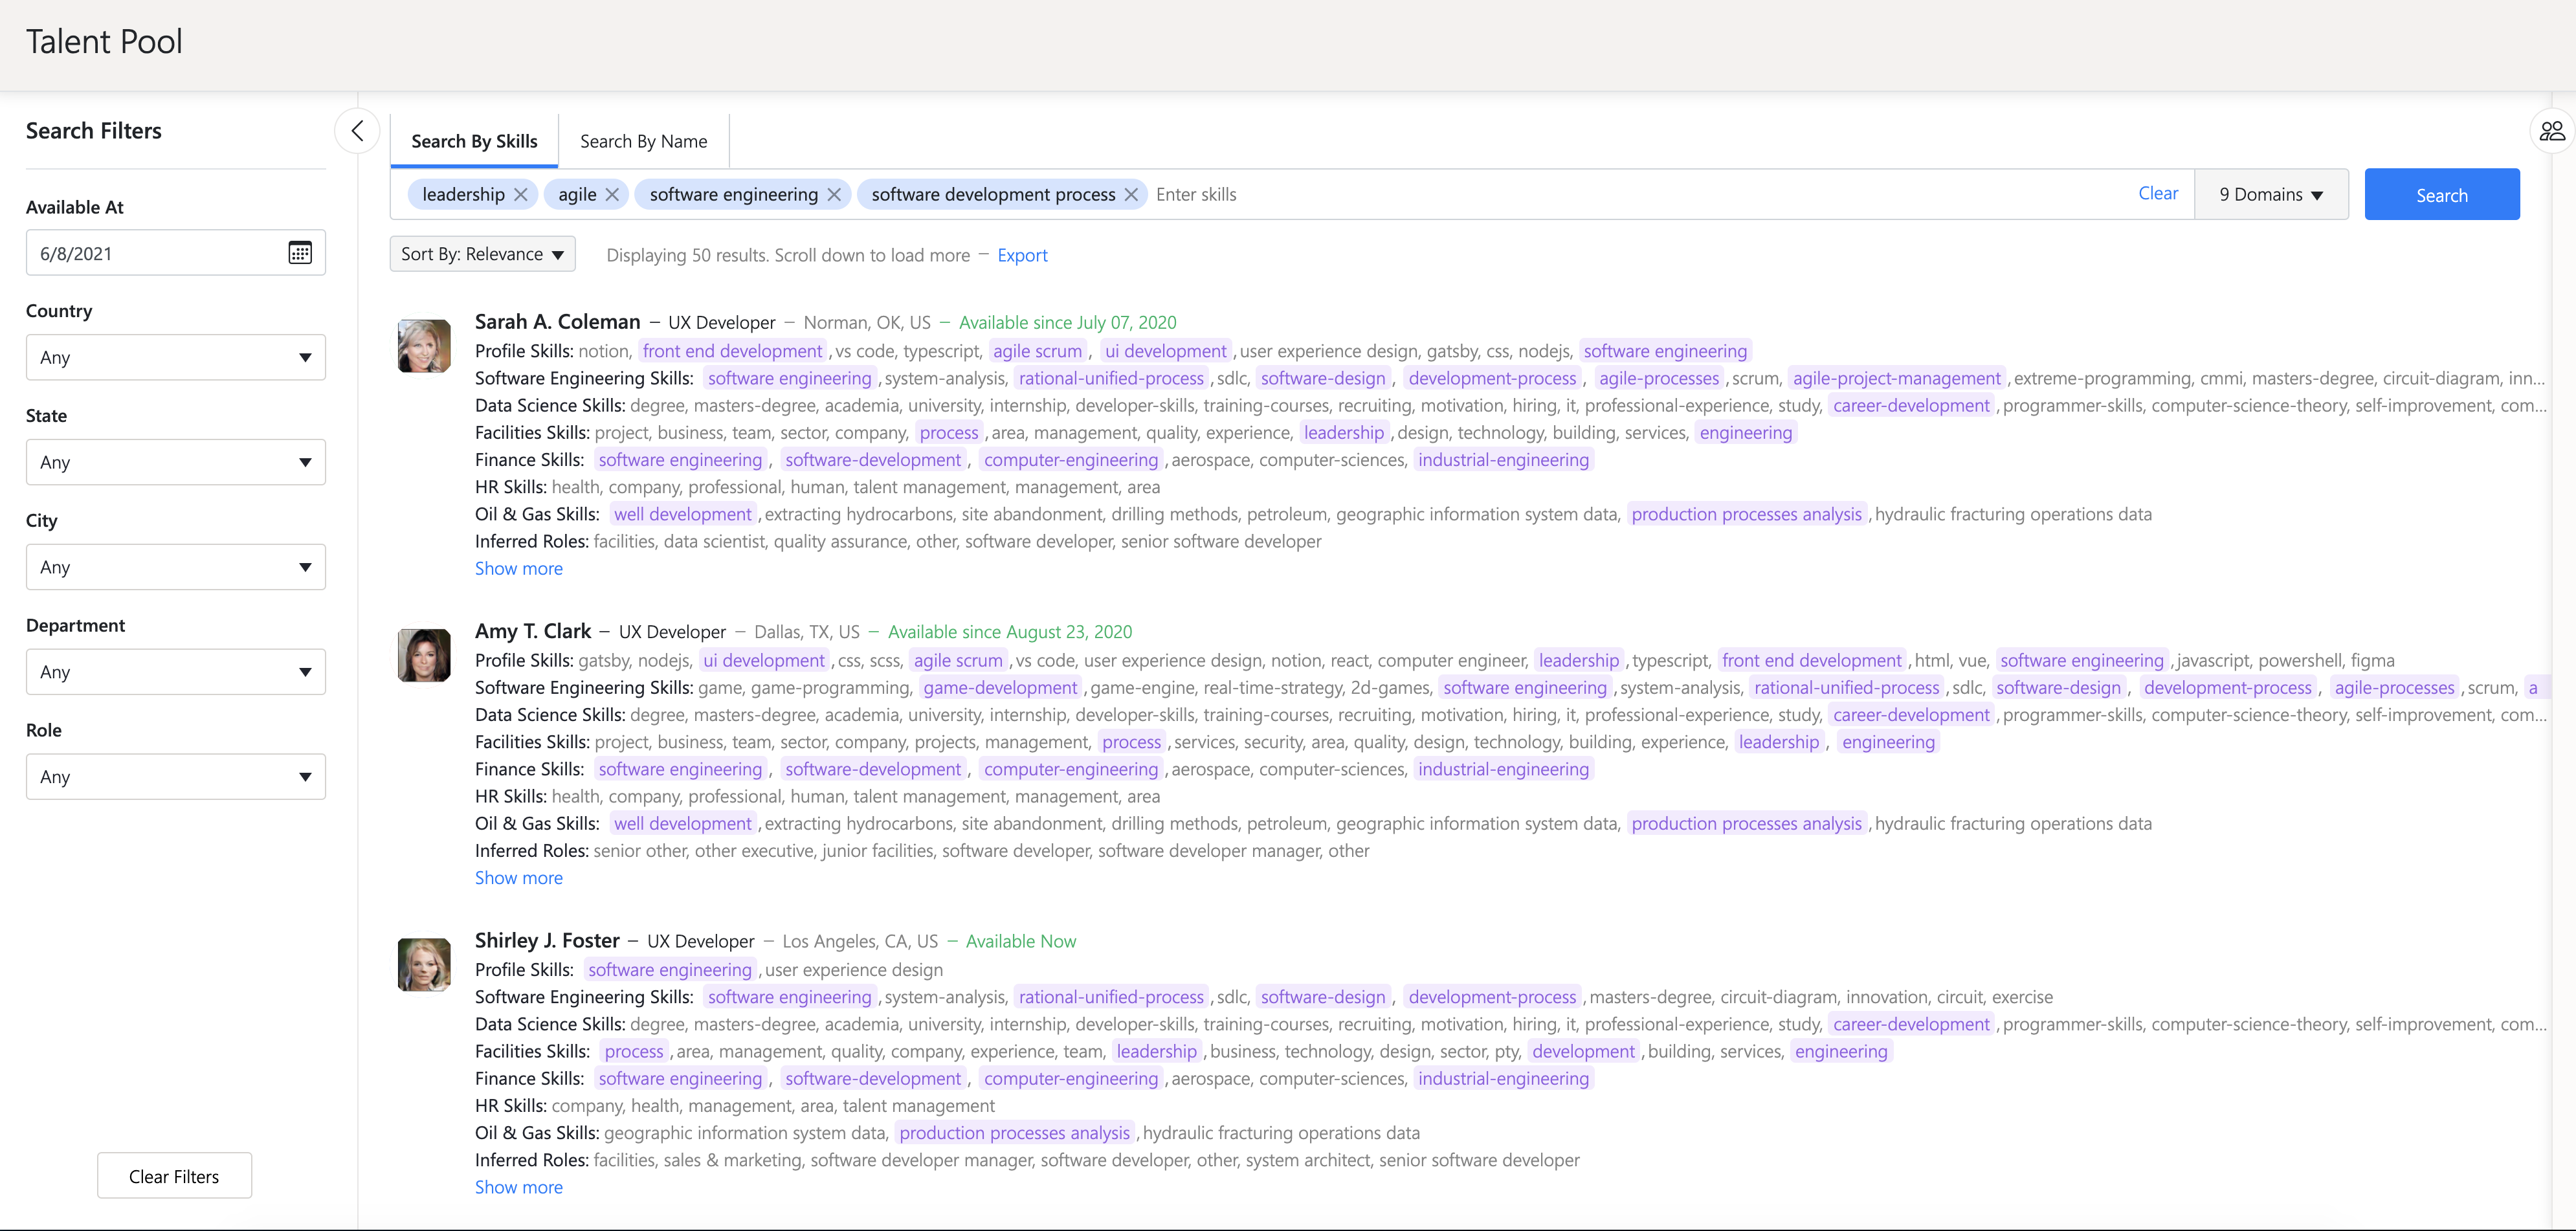 Talent Pool
Search Filters
Available At
6/8/2021
Country
Any
State
Any
City
Any
Department
Any
Role
Any
Clear Filters
Search By Skills
Search By Name
leadership agile software engineering software development process Enter skills Clear 9 Domains Search
Sort By: Relevance Displaying 50 results. Scroll down to load more – Export
Sarah A. Coleman – UX Developer – Norman, OK, US – Available since July 07, 2020
Profile Skills: notion, front end development, vs code, typescript, agile scrum, ui development, user experience design, gatsby, css, nodejs, software engineering
Software Engineering Skills: software engineering, system-analysis, rational-unified-process, sdlc, software-design, development-process, agile-processes, scrum, agile-project-management, extreme-programming, cmmi, masters-degree, circuit-diagram, inn...
Data Science Skills: degree, masters-degree, academia, university, internship, developer-skills, training-courses, recruiting, motivation, hiring, it, professional-experience, study, career-development, programmer-skills, computer-science-theory, self-improvement, com...
Facilities Skills: project, business, team, sector, company, process, area, management, quality, experience, leadership, design, technology, building, services, engineering
Finance Skills: software engineering, software-development, computer-engineering, aerospace, computer-sciences, industrial-engineering
HR Skills: health, company, professional, human, talent management, management, area
Oil & Gas Skills: well development, extracting hydrocarbons, site abandonment, drilling methods, petroleum, geographic information system data, production processes analysis, hydraulic fracturing operations data
Inferred Roles: facilities, data scientist, quality assurance, other, software developer, senior software developer
Show more
Amy T. Clark – UX Developer – Dallas, TX, US – Available since August 23, 2020
Profile Skills: gatsby, nodejs, ui development, css, scss, agile scrum, vs code, user experience design, notion, react, computer engineer, leadership, typescript, front end development, html, vue, software engineering, javascript, powershell, figma
Software Engineering Skills: game, game-programming, game-development, game-engine, real-time-strategy, 2d-games, software engineering, system-analysis, rational-unified-process, sdlc, software-design, development-process, agile-processes, scrum, a
Data Science Skills: degree, masters-degree, academia, university, internship, developer-skills, training-courses, recruiting, motivation, hiring, it, professional-experience, study, career-development, programmer-skills, computer-science-theory, self-improvement, com...
Facilities Skills: project, business, team, sector, company, projects, management, process, services, security, area, quality, design, technology, building, experience, leadership, engineering
Finance Skills: software engineering, software-development, computer-engineering, aerospace, computer-sciences, industrial-engineering
HR Skills: health, company, professional, human, talent management, management, area
Oil & Gas Skills: well development, extracting hydrocarbons, site abandonment, drilling methods, petroleum, geographic information system data, production processes analysis, hydraulic fracturing operations data
Inferred Roles: senior other, other executive, junior facilities, software developer, software developer manager, other
Show more
Shirley J. Foster – UX Developer – Los Angeles, CA, US – Available Now
Profile Skills: software engineering, user experience design
Software Engineering Skills: software engineering, system-analysis, rational-unified-process, sdlc, software-design, development-process, masters-degree, circuit-diagram, innovation, circuit, exercise
Data Science Skills: degree, masters-degree, academia, university, internship, developer-skills, training-courses, recruiting, motivation, hiring, it, professional-experience, study, career-development, programmer-skills, computer-science-theory, self-improvement, com...
Facilities Skills: process, area, management, quality, company, experience, team, leadership, business, technology, design, sector, pty, development, building, services, engineering
Finance Skills: software engineering, software-development, computer-engineering, aerospace, computer-sciences, industrial-engineering
HR Skills: company, health, management, area, talent management
Oil & Gas Skills: geographic information system data, production processes analysis, hydraulic fracturing operations data
Inferred Roles: facilities, sales & marketing, software developer manager, software developer, other, system architect, senior software developer
Show more